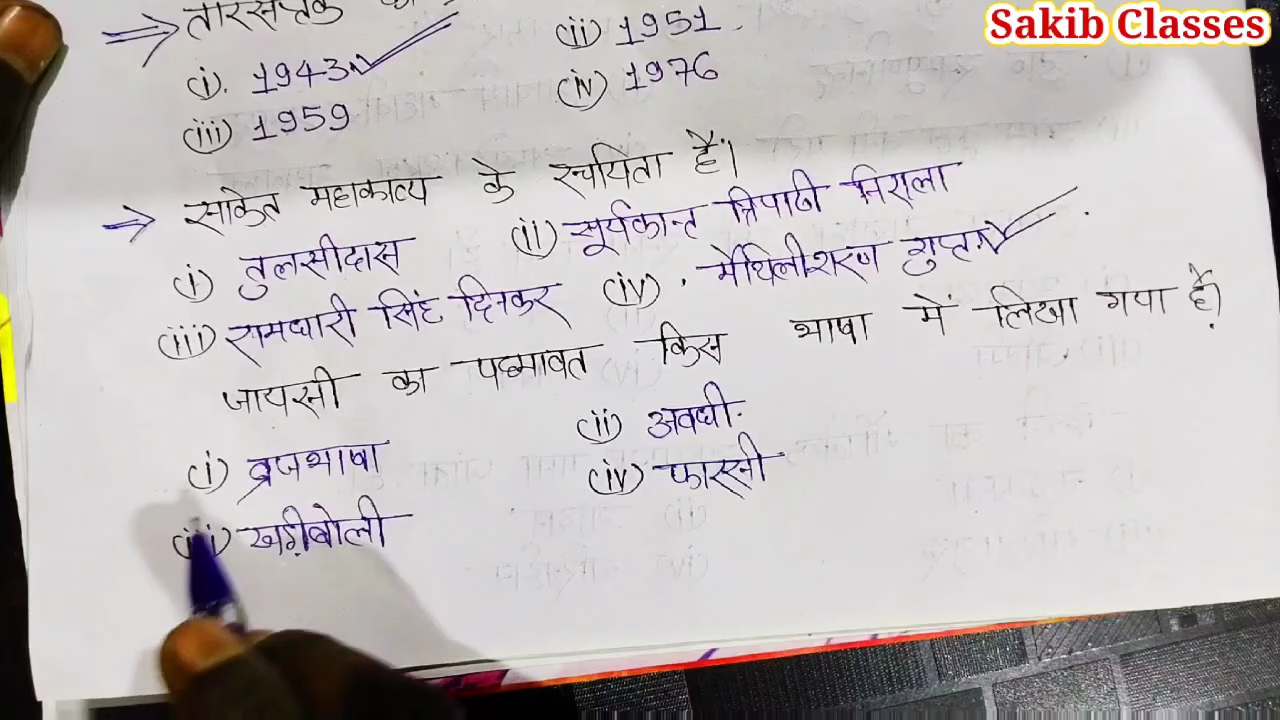 Sakib Classes
⇒ तारसप्तक
(i). 1943 (ii) 1951
(iii) 1959 (iv) 1976
⇒ साकेत महाकाव्य के रचयिता हैं।
(i) तुलसीदास (ii) सूर्यकान्त त्रिपाठी निराला
(iii) रामधारी सिंह दिनकर (iv) मैथिलीशरण गुप्त
जायसी का पद्मावत किस भाषा में लिखा गया है?
(i) ब्रजभाषा (ii) अवधी
(iii) खड़ीबोली (iv) फारसी